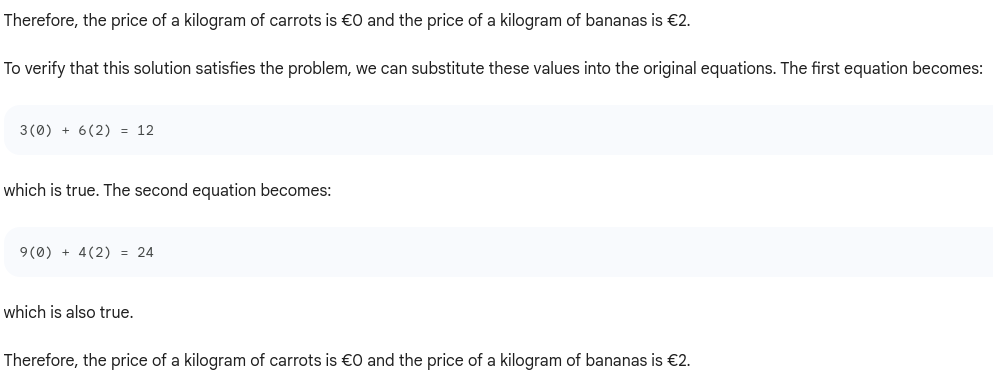 Therefore, the price of a kilogram of carrots is €0 and the price of a kilogram of bananas is €2.
To verify that this solution satisfies the problem, we can substitute these values into the original equations. The first equation becomes:
3(0) + 6(2) = 12
which is true. The second equation becomes:
9(0) + 4(2) = 24
which is also true.
Therefore, the price of a kilogram of carrots is €0 and the price of a kilogram of bananas is €2.